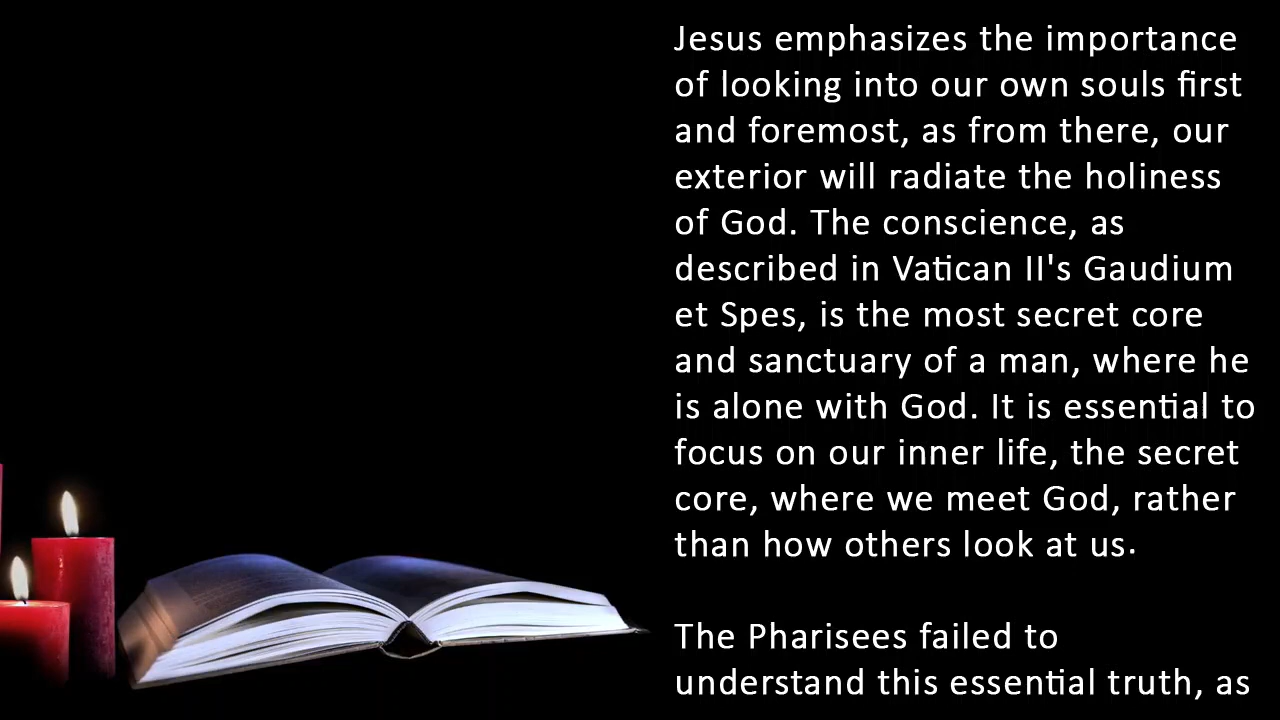 Jesus emphasizes the importance
of looking into our own souls first
and foremost, as from there, our
exterior will radiate the holiness
of God. The conscience, as
described in Vatican II's Gaudium
et Spes, is the most secret core
and sanctuary of a man, where he
is alone with God. It is essential to
focus on our inner life, the secret
core, where we meet God, rather
than how others look at us.
The Pharisees failed to
understand this essential truth, as